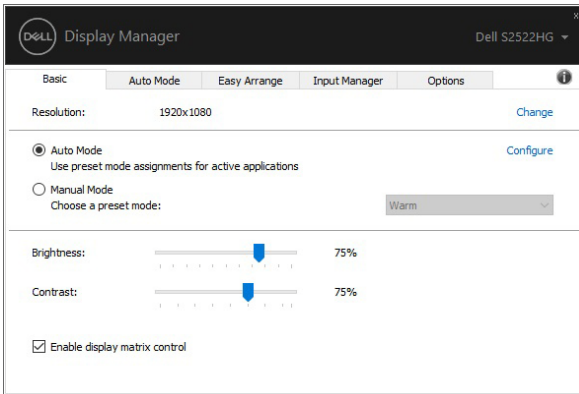 DELL Display Manager
Dell S2522HG
Basic Auto Mode Easy Arrange Input Manager Options
Resolution: 1920x1080 Change
Auto Mode Configure
Use preset mode assignments for active applications
Manual Mode
Choose a preset mode: Warm
Brightness: 75%
Contrast: 75%
Enable display matrix control